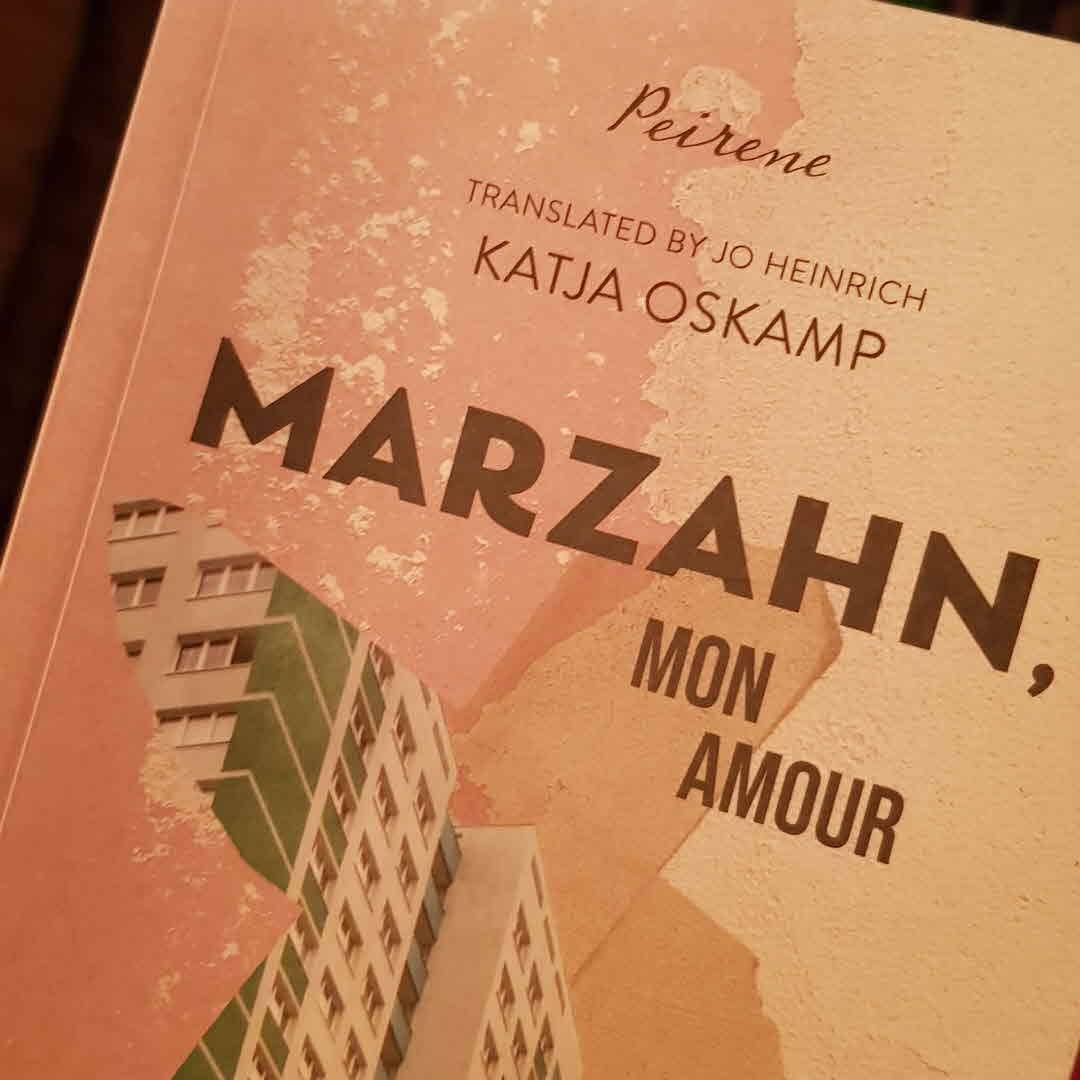 Peirene
TRANSLATED BY JO HEINRICH
KATJA OSKAMP
MARZAHN,
MON
AMOUR